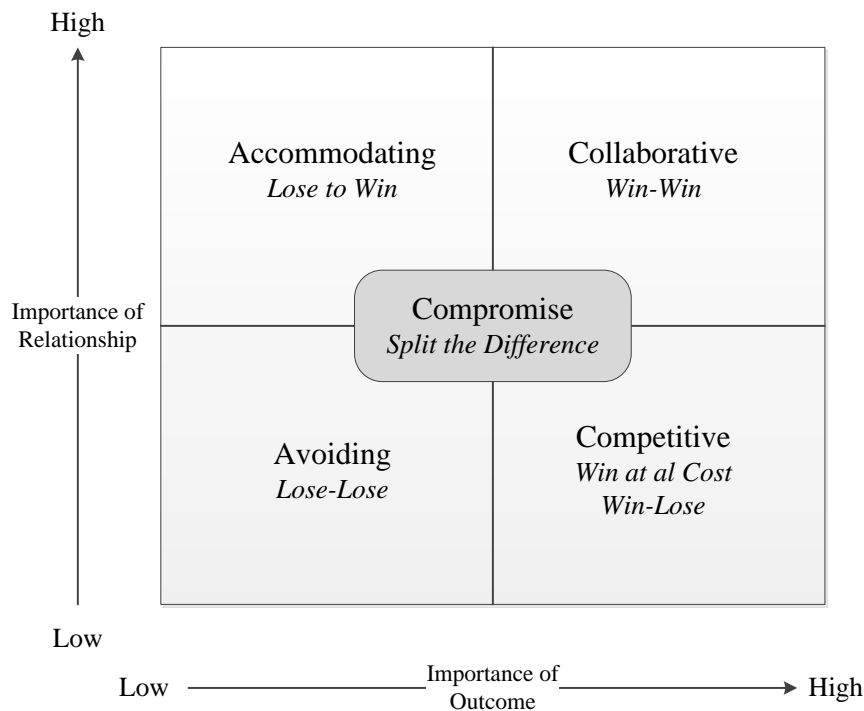 High
Accommodating
Lose to Win
Collaborative
Win-Win
Importance of
Relationship
Compromise
Split the Difference
Avoiding
Lose-Lose
Competitive
Win at al Cost
Win-Lose
Low
Low
Importance of
Outcome
High